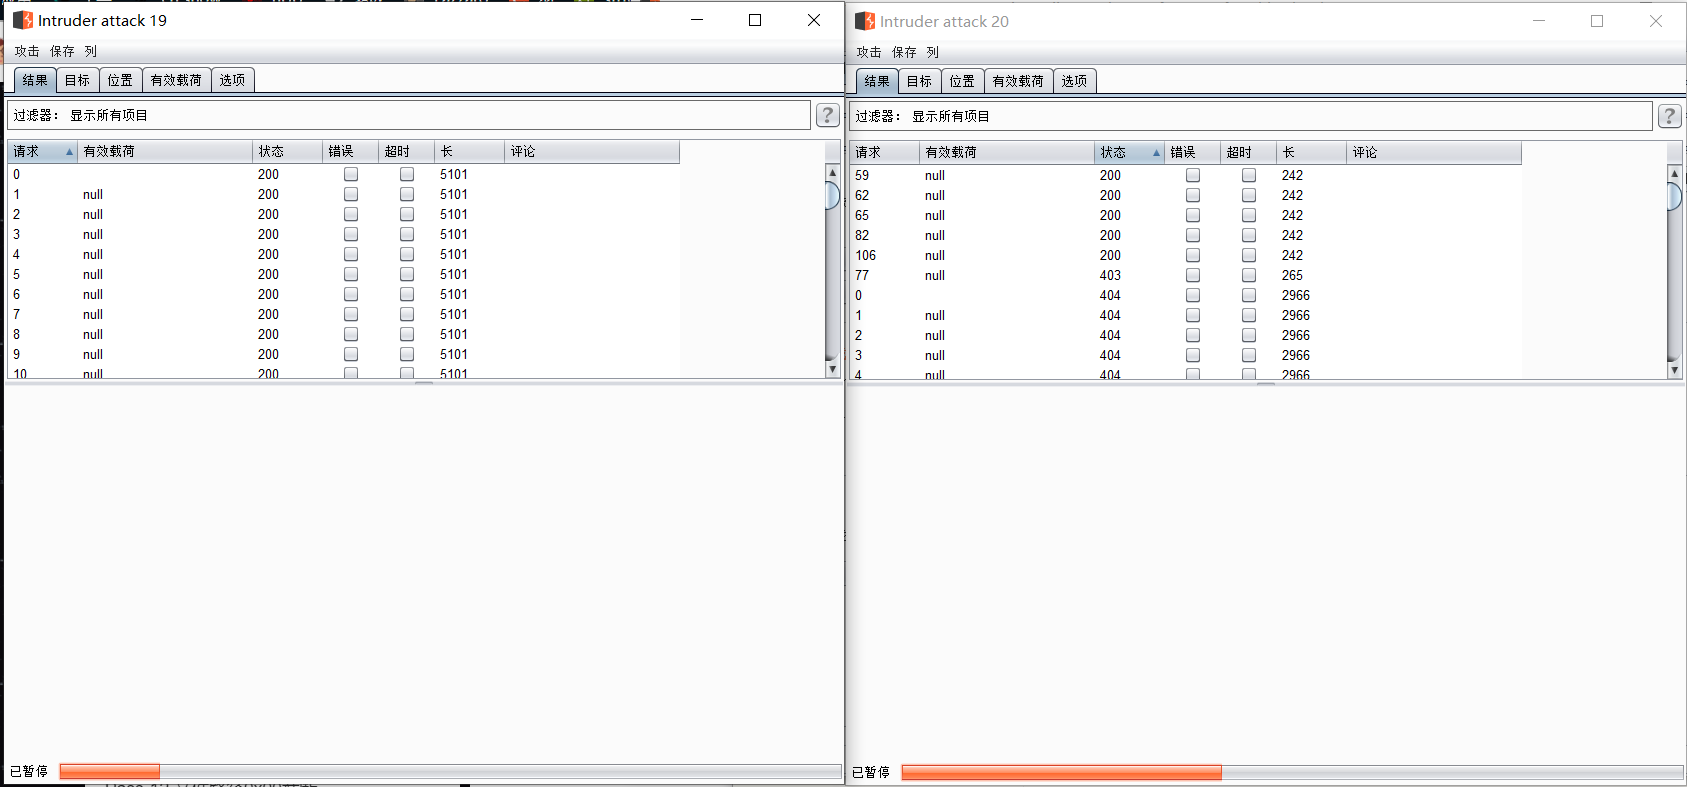 Intruder attack 19
攻击 保存 列
结果 目标 位置 有效载荷 选项
过滤器: 显示所有项目 ?
请求 有效载荷 状态 错误 超时 长 评论
0 200 5101
1 null 200 5101
2 null 200 5101
3 null 200 5101
4 null 200 5101
5 null 200 5101
6 null 200 5101
7 null 200 5101
8 null 200 5101
9 null 200 5101
10 null 200 5101
已暂停
Intruder attack 20
攻击 保存 列
结果 目标 位置 有效载荷 选项
过滤器: 显示所有项目 ?
请求 有效载荷 状态 错误 超时 长 评论
59 null 200 242
62 null 200 242
65 null 200 242
82 null 200 242
106 null 200 242
77 null 403 265
0 404 2966
1 null 404 2966
2 null 404 2966
3 null 404 2966
4 null 404 2966
已暂停